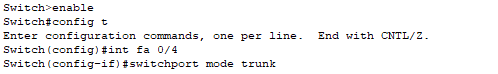 Switch>enable
Switch#config t
Enter configuration commands, one per line.  End with CNTL/Z.
Switch(config)#int fa 0/4
Switch(config-if)#switchport mode trunk